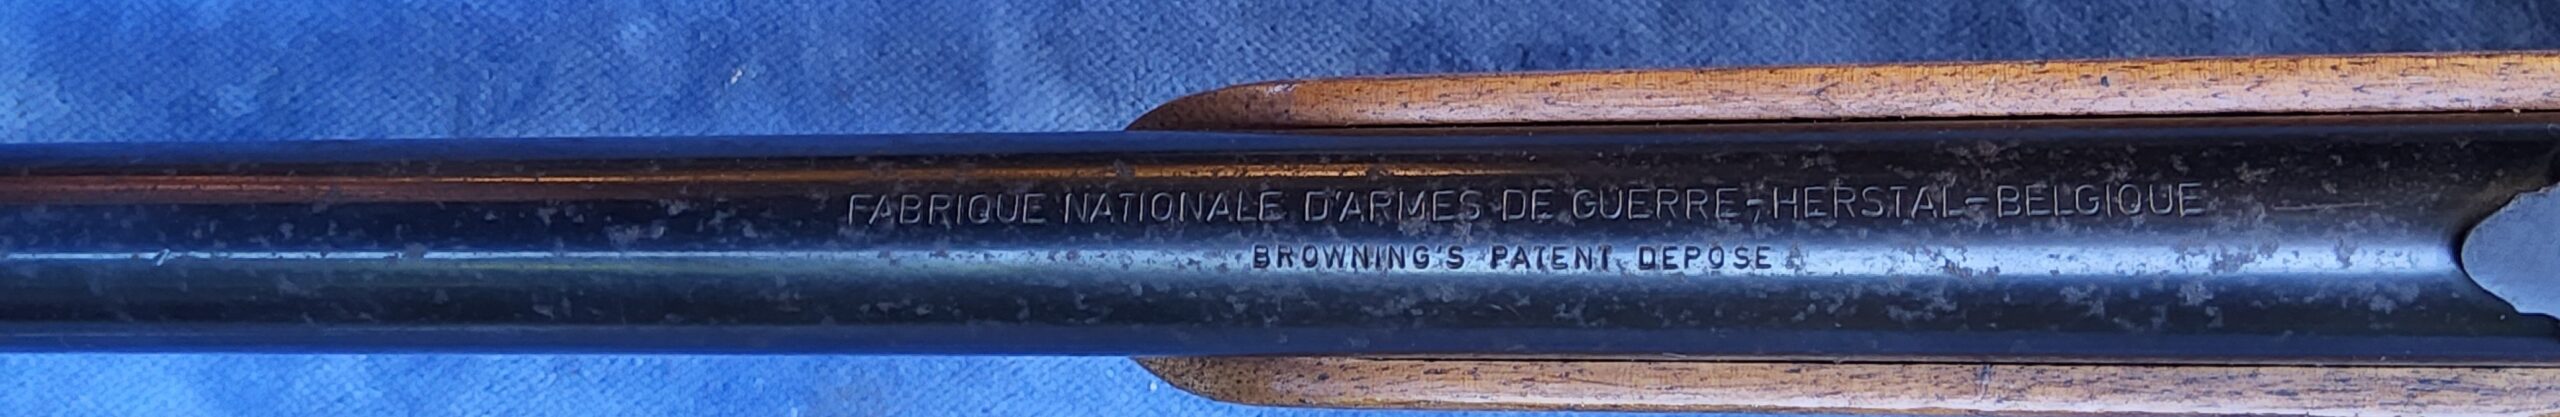 FABRIQUE NATIONALE D'ARMES DE GUERRE-HERSTAL-BELGIQUE
BROWNING'S PATENT DEPOSE